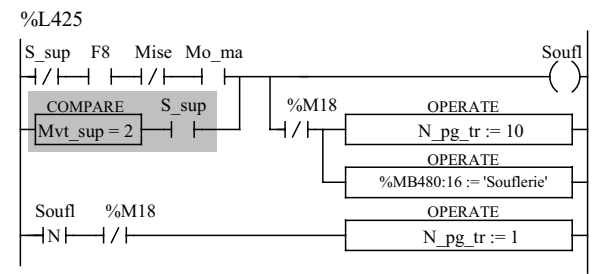 %L425
S_sup F8 Mise Mo_ma Soufl
COMPARE S_sup %M18 OPERATE
Mvt_sup = 2 N_pg_tr := 10
OPERATE
%MB480:16 := 'Souflerie'
Soufl %M18 OPERATE
N N_pg_tr := 1